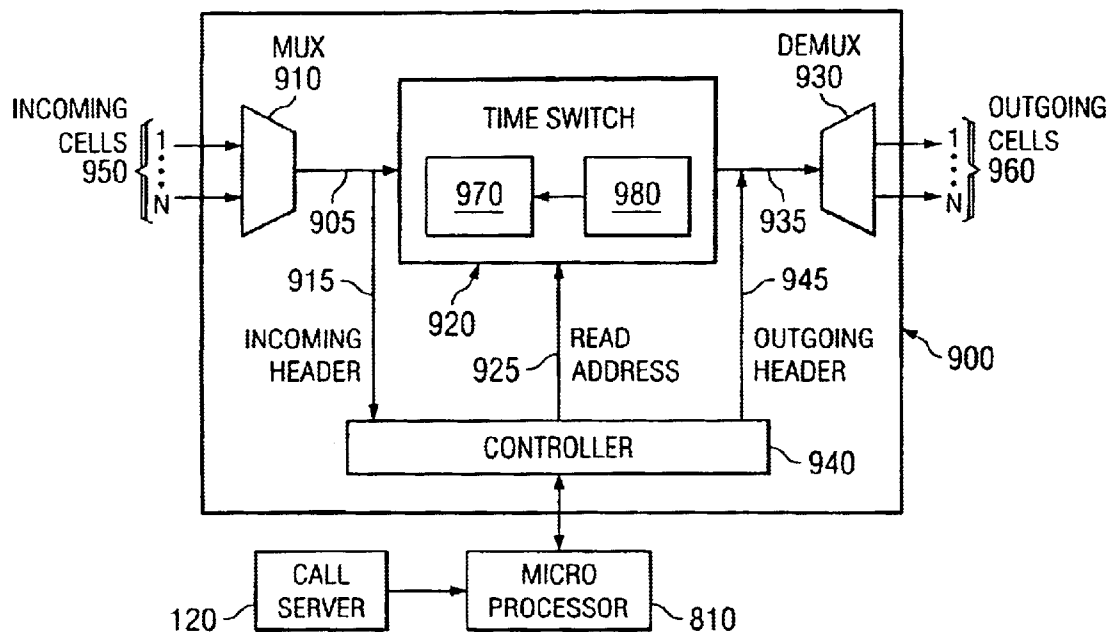 MUX
910
DEMUX
930
INCOMING
CELLS
950
1
N
TIME SWITCH
970
980
OUTGOING
CELLS
960
1
N
905
935
915
920
945
INCOMING
HEADER
925
READ
ADDRESS
OUTGOING
HEADER
900
CONTROLLER
940
CALL
SERVER
120
MICRO
PROCESSOR
810